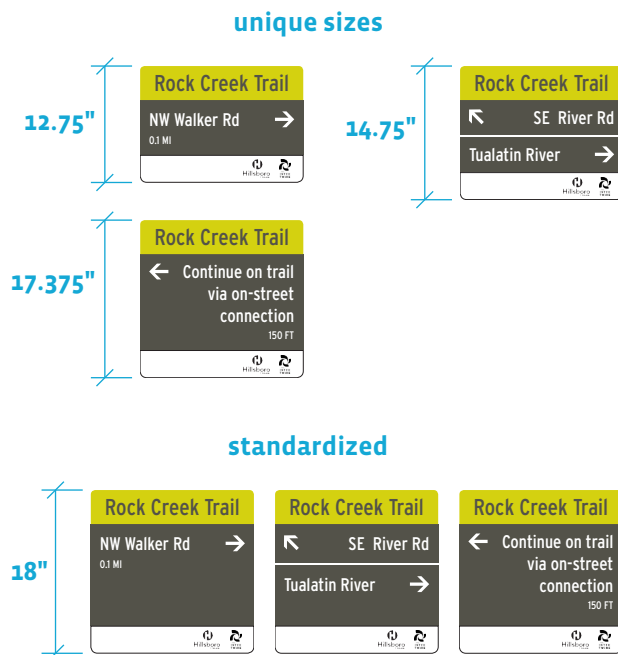 unique sizes
12.75"
Rock Creek Trail
NW Walker Rd
0.1 MI
Hillsboro
14.75"
Rock Creek Trail
SE River Rd
Tualatin River
Hillsboro
17.375"
Rock Creek Trail
Continue on trail
via on-street
connection
150 FT
Hillsboro
standardized
18"
Rock Creek Trail
NW Walker Rd
0.1 MI
Hillsboro
Rock Creek Trail
SE River Rd
Tualatin River
Hillsboro
Rock Creek Trail
Continue on trail
via on-street
connection
150 FT
Hillsboro